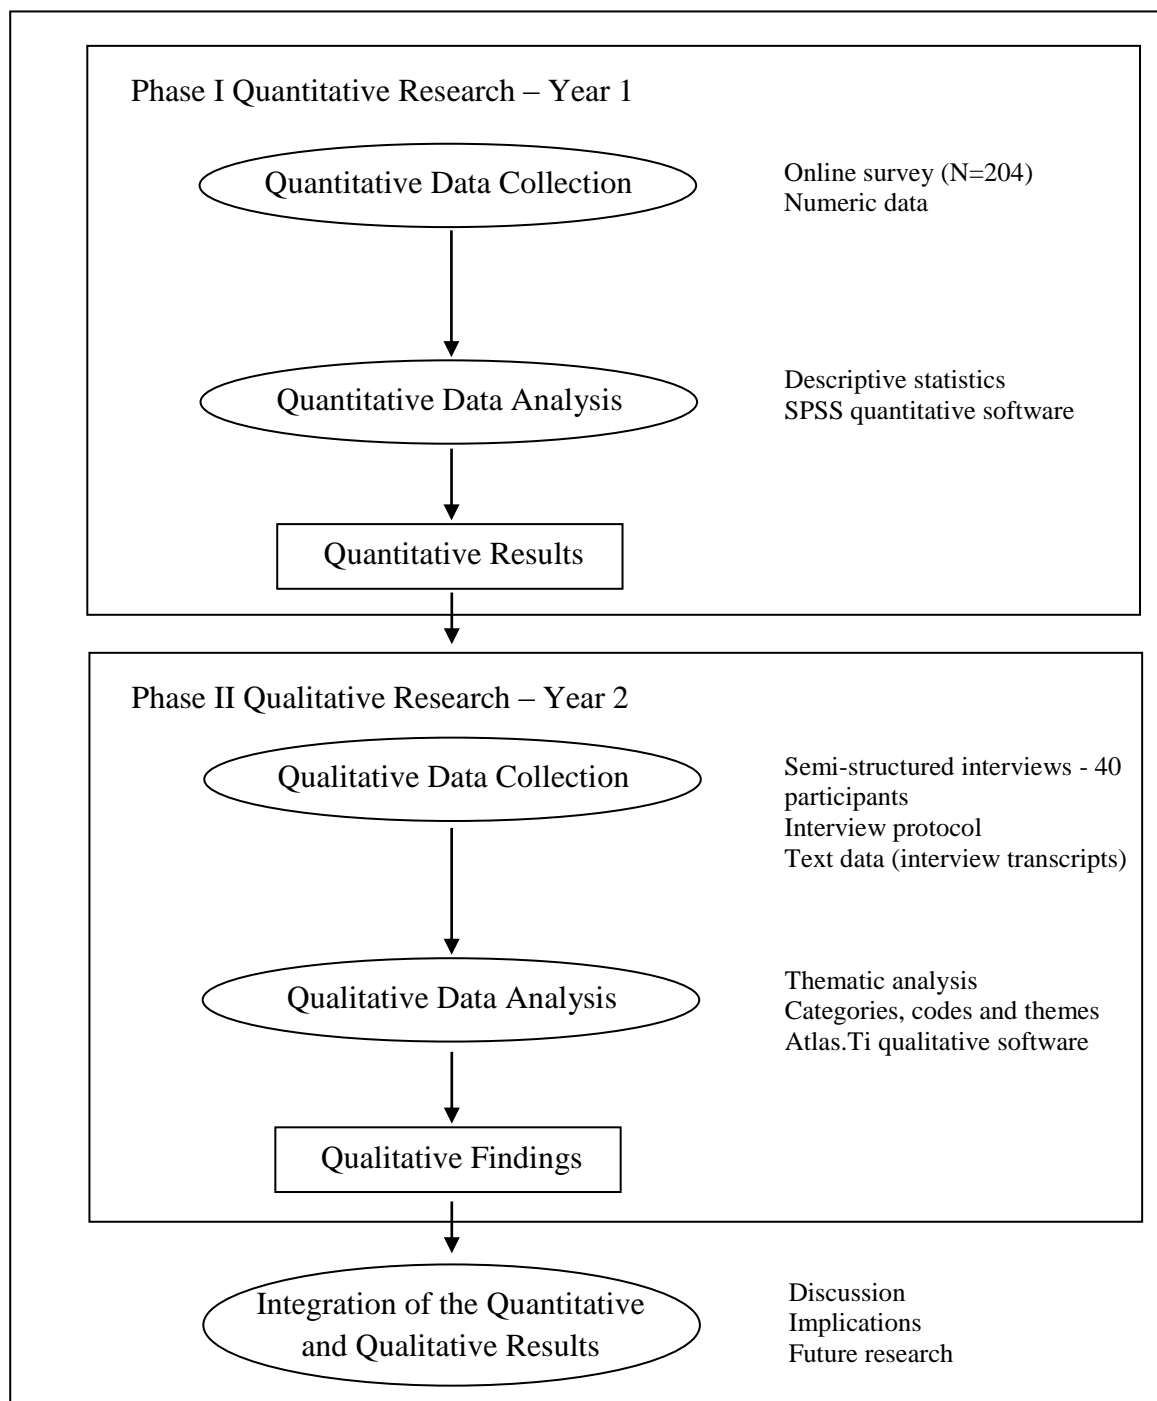 Phase I Quantitative Research – Year 1
Quantitative Data Collection
Online survey (N=204)
Numeric data
Quantitative Data Analysis
Descriptive statistics
SPSS quantitative software
Quantitative Results
Phase II Qualitative Research – Year 2
Qualitative Data Collection
Semi-structured interviews - 40
participants
Interview protocol
Text data (interview transcripts)
Qualitative Data Analysis
Thematic analysis
Categories, codes and themes
Atlas.Ti qualitative software
Qualitative Findings
Integration of the Quantitative
and Qualitative Results
Discussion
Implications
Future research